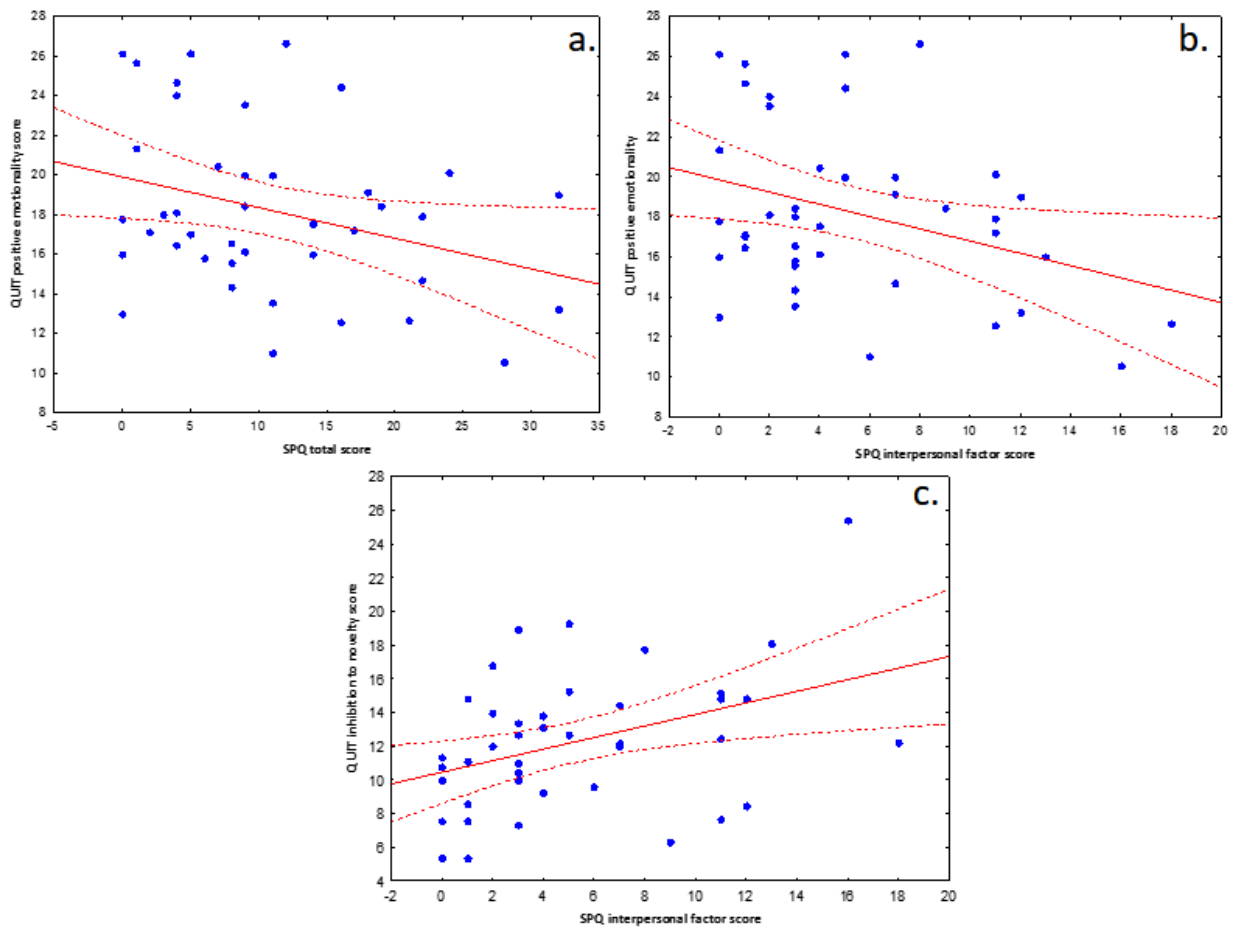 a.
QUIT positive emotionality score
28
26
24
22
20
18
16
14
12
10
8
-5 0 5 10 15 20 25 30 35
SPQ total score
b.
QUIT positive emotionality
28
26
24
22
20
18
16
14
12
10
8
-2 0 2 4 6 8 10 12 14 16 18 20
SPQ interpersonal factor score
c.
QUIT inhibition to novelty score
28
26
24
22
20
18
16
14
12
10
8
6
4
-2 0 2 4 6 8 10 12 14 16 18 20
SPQ interpersonal factor score